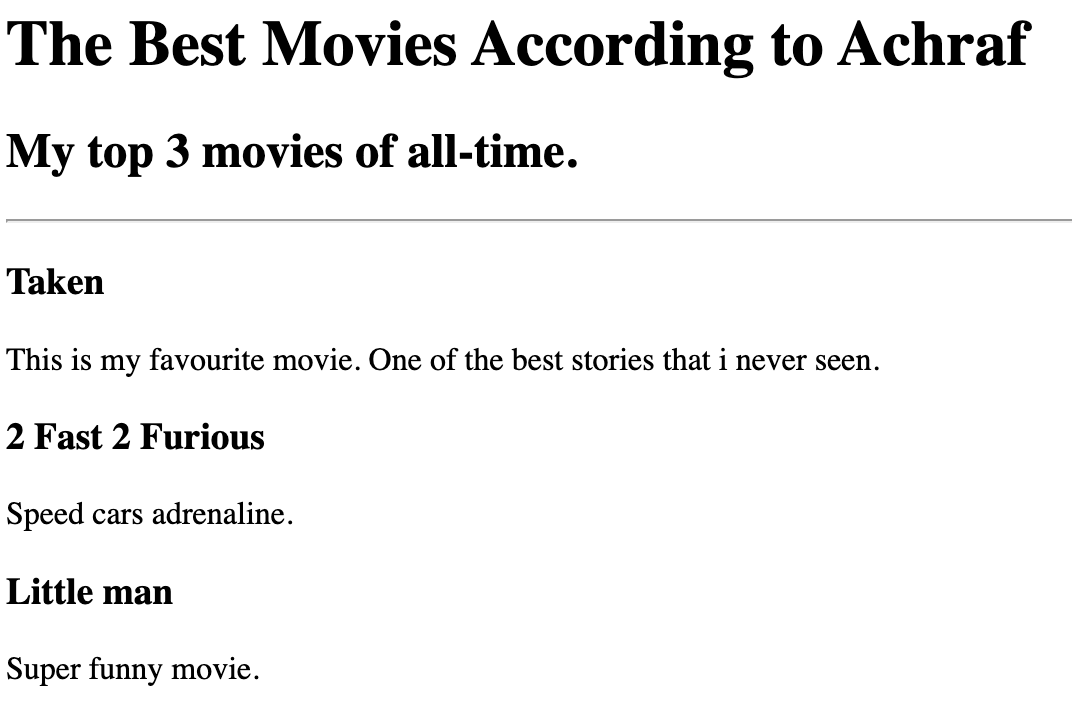 The Best Movies According to Achraf
My top 3 movies of all-time.
Taken
This is my favourite movie. One of the best stories that i never seen.
2 Fast 2 Furious
Speed cars adrenaline.
Little man
Super funny movie.